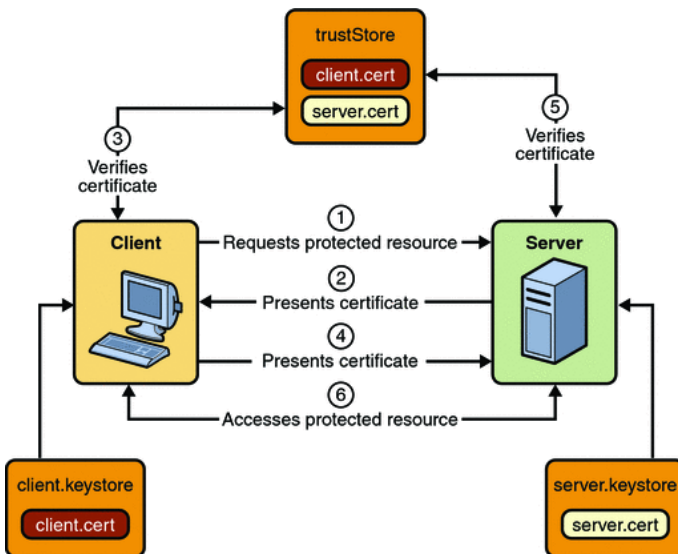 trustStore
client.cert
server.cert
3
Verifies
certificate
5
Verifies
certificate
Client
1
Requests protected resource
Server
2
Presents certificate
4
Presents certificate
6
Accesses protected resource
client.keystore
client.cert
server.keystore
server.cert